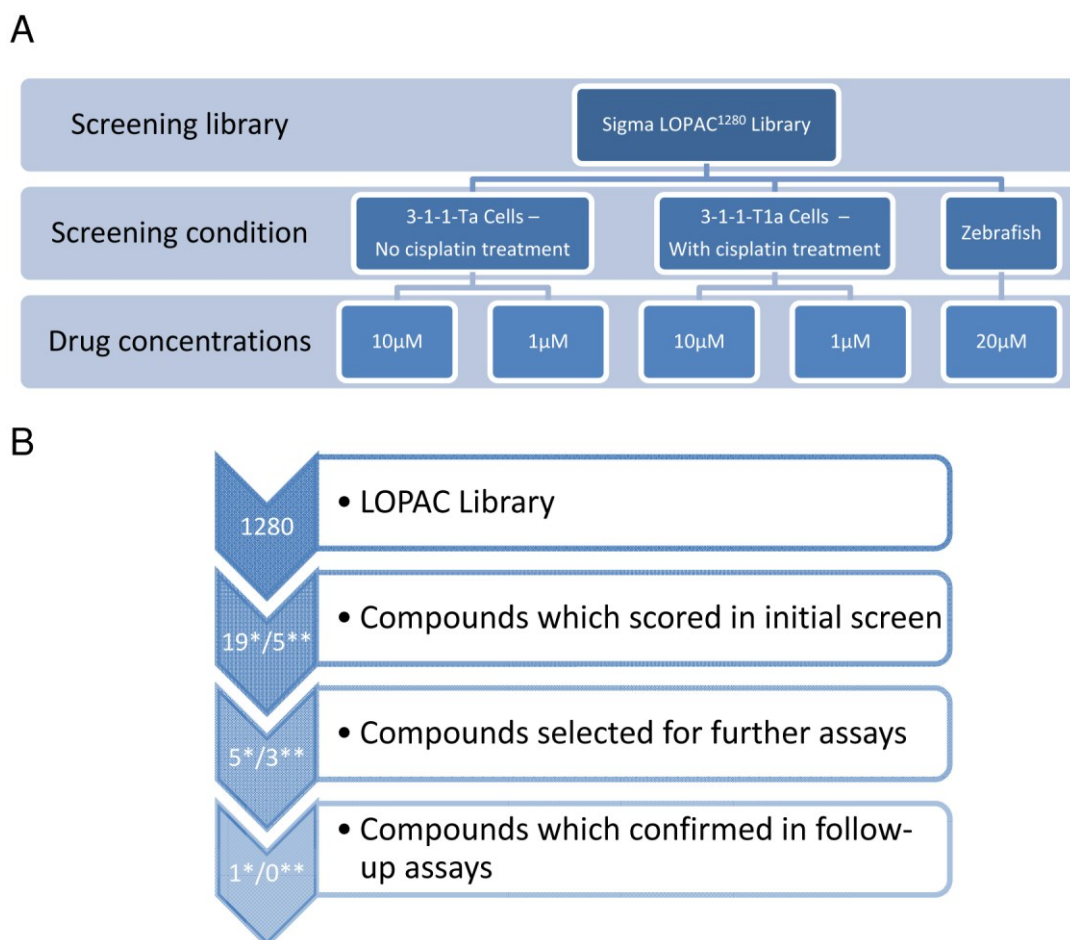 A
Screening library
Sigma LOPAC¹²⁸⁰ Library
Screening condition
3-1-1-Ta Cells –
No cisplatin treatment
3-1-1-T1a Cells –
With cisplatin treatment
Zebrafish
Drug concentrations
10µM
1µM
10µM
1µM
20µM
B
1280
• LOPAC Library
19*/5**
• Compounds which scored in initial screen
5*/3**
• Compounds selected for further assays
1*/0**
• Compounds which confirmed in follow-
up assays